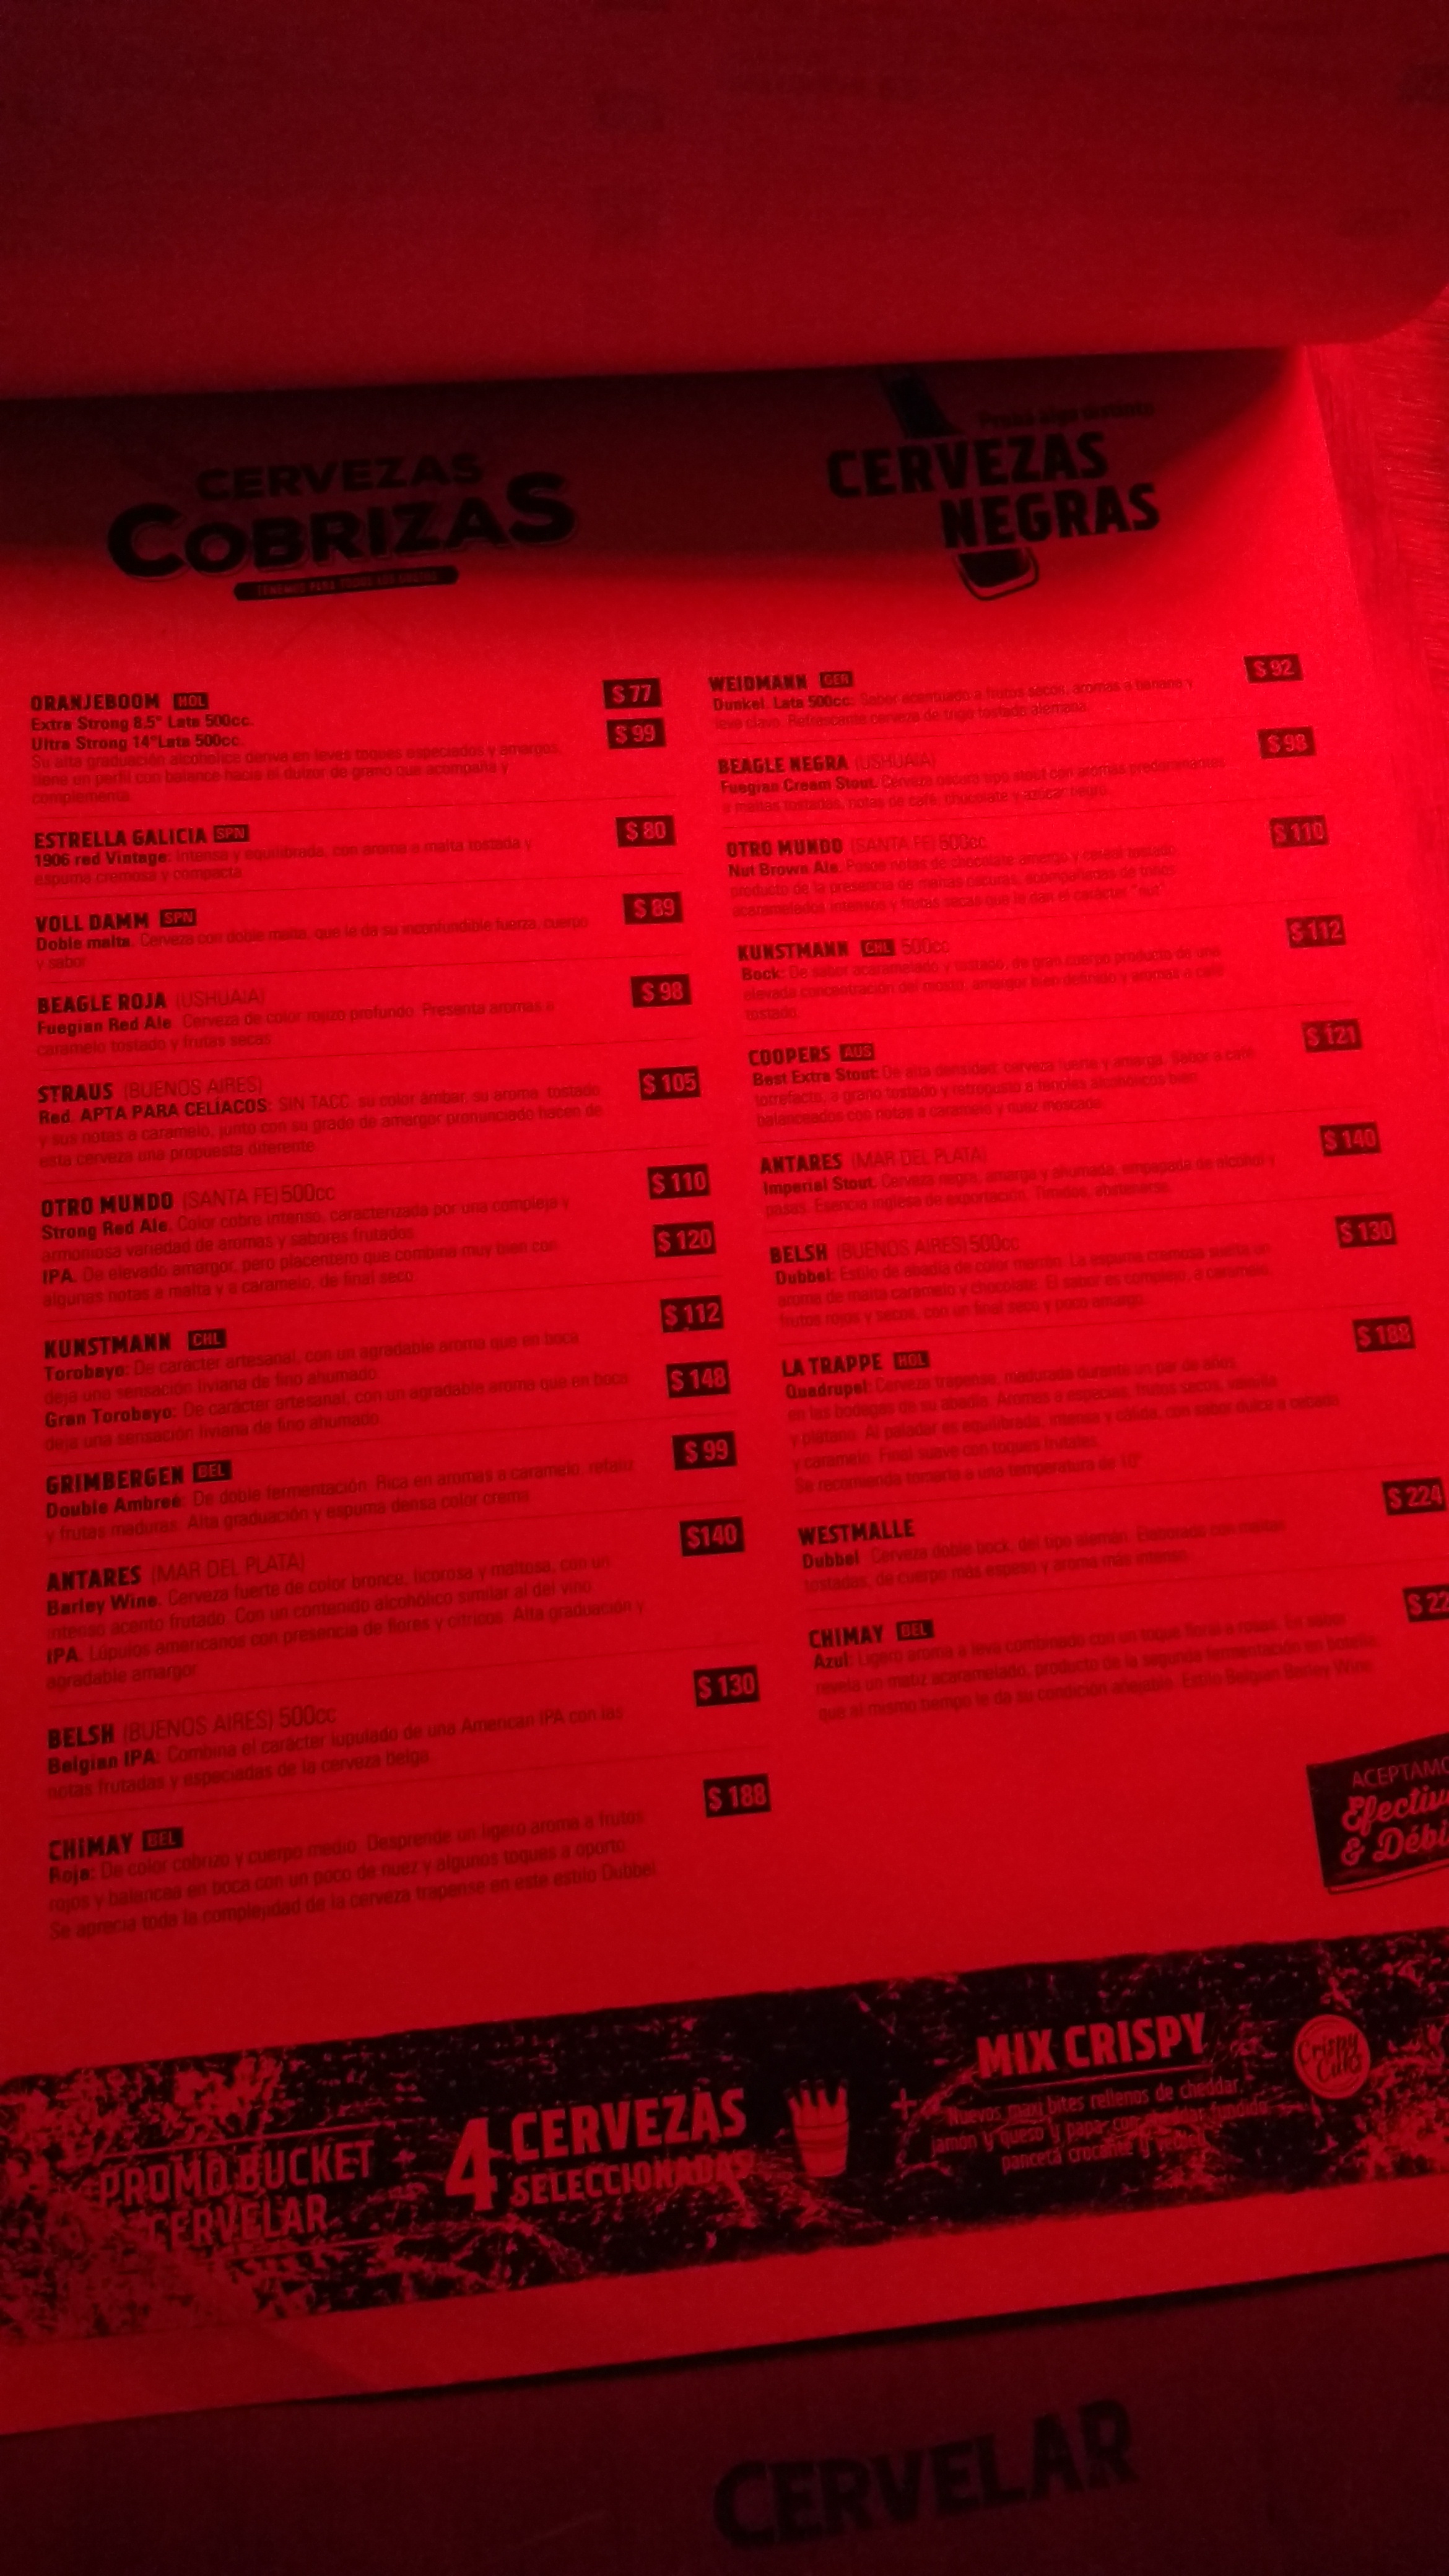 CERVEZAS
COBRIZAS
TENEMOS PARA TODOS LOS GUSTOS
ORANJEBOOM HOL $ 77
Extra Strong 8.5° Lata 500cc.
Ultra Strong 14°Lata 500cc. $ 99
Su alta graduación alcohólica deriva en leves toques especiados y amargos,
tiene un perfil con balance hacia el dulzor de grano que acompaña y
complementa.
ESTRELLA GALICIA SPN $ 80
1906 red Vintage: Intensa y equilibrada, con aroma a malta tostada y
espuma cremosa y compacta.
VOLL DAMM SPN $ 89
Doble malta. Cerveza con doble malta, que le da su inconfundible fuerza, cuerpo
y sabor.
BEAGLE ROJA (USHUAIA) $ 98
Fuegian Red Ale. Cerveza de color rojizo profundo. Presenta aromas a
caramelo tostado y frutas secas.
STRAUS (BUENOS AIRES) $ 105
Red. APTA PARA CELÍACOS: SIN TACC. su color ámbar, su aroma tostado
y sus notas a caramelo, junto con su grado de amargor pronunciado hacen de
esta cerveza una propuesta diferente.
OTRO MUNDO (SANTA FE) 500cc $ 110
Strong Red Ale. Color cobre intenso, caracterizada por una compleja y
armoniosa variedad de aromas y sabores frutados.
IPA. De elevado amargor, pero placentero que combina muy bien con $ 120
algunas notas a malta y a caramelo, de final seco.
KUNSTMANN CHL $ 112
Torobayo: De carácter artesanal, con un agradable aroma que en boca
deja una sensación liviana de fino ahumado.
Gran Torobayo: De carácter artesanal, con un agradable aroma que en boca $ 148
deja una sensación liviana de fino ahumado.
GRIMBERGEN BEL $ 99
Double Ambreé: De doble fermentación. Rica en aromas a caramelo, regaliz
y frutas maduras. Alta graduación y espuma densa color crema.
ANTARES (MAR DEL PLATA) $140
Barley Wine. Cerveza fuerte de color bronce, licorosa y maltosa, con un
intenso acento frutado. Con un contenido alcohólico similar al del vino.
IPA. Lúpulos americanos con presencia de flores y cítricos. Alta graduación y
agradable amargor.
BELSH (BUENOS AIRES) 500cc $ 130
Belgian IPA: Combina el carácter lupulado de una American IPA con las
notas frutadas y especiadas de la cerveza belga.
CHIMAY BEL $ 188
Roja: De color cobrizo y cuerpo medio. Desprende un ligero aroma a frutos
rojos y balancea en boca con un poco de nuez y algunos toques a oporto.
Se aprecia toda la complejidad de la cerveza trapense en este estilo Dubbel.
Probá algo distinto
CERVEZAS
NEGRAS
WEIDMANN GER $ 92
Dunkel. Lata 500cc: Sabor acentuado a frutos secos, aromas a banana y
leve clavo. Refrescante cerveza de trigo tostado alemana.
BEAGLE NEGRA (USHUAIA) $ 98
Fuegian Cream Stout. Cerveza oscura tipo stout con aromas predominantes
a maltas tostadas, notas de café, chocolate y azúcar negro.
OTRO MUNDO (SANTA FE) 500cc $ 110
Nut Brown Ale. Posee notas de chocolate amargo y cereal tostado
producto de la presencia de maltas oscuras, acompañadas de tonos
acaramelados intensos y frutas secas que le dan el carácter "nut".
KUNSTMANN CHL 500cc $ 112
Bock: De sabor acaramelado y tostado, de gran cuerpo producto de una
elevada concentración del mosto, amargor bien definido y aromas a café
tostado.
COOPERS AUS $ 121
Best Extra Stout: De alta densidad, cerveza fuerte y amarga. Sabor a café
torrefacto, a grano tostado y retrogusto a fenoles alcohólicos bien
balanceados con notas a caramelo y nuez moscada.
ANTARES (MAR DEL PLATA) $ 140
Imperial Stout. Cerveza negra, amarga y ahumada, empapada de alcohol y
pasas. Esencia inglesa de exportación. Tímidos, abstenerse.
BELSH (BUENOS AIRES) 500cc $ 130
Dubbel: Estilo de abadía de color marrón. La espuma cremosa suelta un
aroma de malta caramelo y chocolate. El sabor es complejo, a caramelo,
frutos rojos y secos, con un final seco y poco amargo.
LA TRAPPE HOL $ 188
Quadrupel: Cerveza trapense, madurada durante un par de años
en las bodegas de su abadía. Aromas a especias, frutos secos, vainilla
y plátano. Al paladar es equilibrada, intensa y cálida, con sabor dulce a cebada
y caramelo. Final suave con toques frutales.
Se recomienda tomarla a una temperatura de 10°.
WESTMALLE $ 224
Dubbel. Cerveza doble bock, del tipo alemán. Elaborado con maltas
tostadas, de cuerpo más espeso y aroma más intenso.
CHIMAY BEL $ 22
Azul: Ligero aroma a leva combinado con un toque floral a rosas. En sabor
revela un matiz acaramelado, producto de la segunda fermentación en botella,
que al mismo tiempo le da su condición añejable. Estilo Belgian Barley Wine.
ACEPTAMO
Efectiv
& Débi
PROMO BUCKET
CERVELAR
4 CERVEZAS
SELECCIONADAS
+
MIX CRISPY
Nuevos maxi bites rellenos de cheddar,
jamón y queso y papas con cheddar fundido
panceta crocante y verdeo
Crispy
CERVELAR